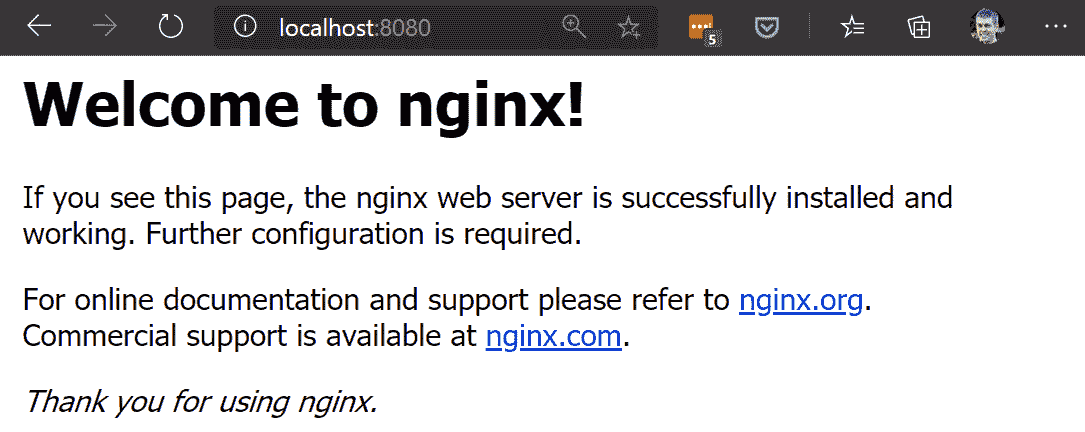 localhost:8080
5
Welcome to nginx!
If you see this page, the nginx web server is successfully installed and
working. Further configuration is required.
For online documentation and support please refer to nginx.org.
Commercial support is available at nginx.com.
Thank you for using nginx.